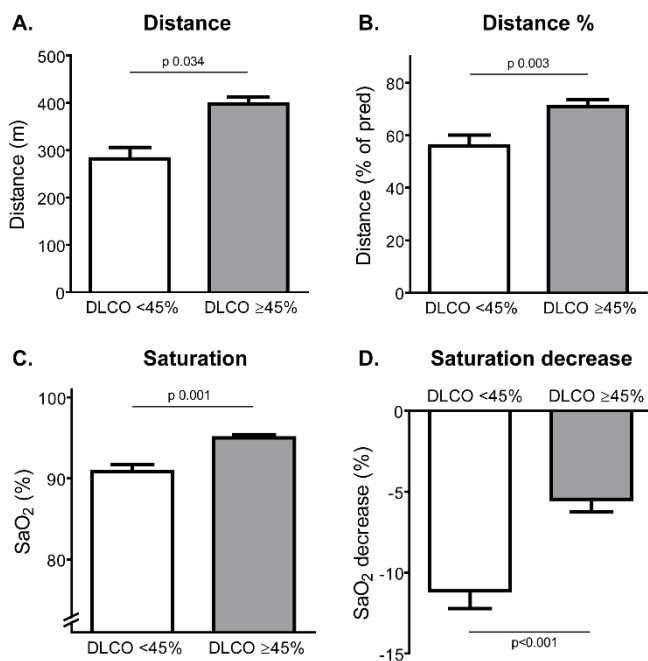 A. Distance
500
400
300
200
100
0
Distance (m)
p 0.034
DLCO <45% DLCO ≥45%
B. Distance %
80
60
40
20
0
Distance (% of pred)
p 0.003
DLCO <45% DLCO ≥45%
C. Saturation
100
90
80
SaO₂ (%)
p 0.001
DLCO <45% DLCO ≥45%
D. Saturation decrease
DLCO <45% DLCO ≥45%
0
-5
-10
-15
SaO₂ decrease (%)
p<0.001